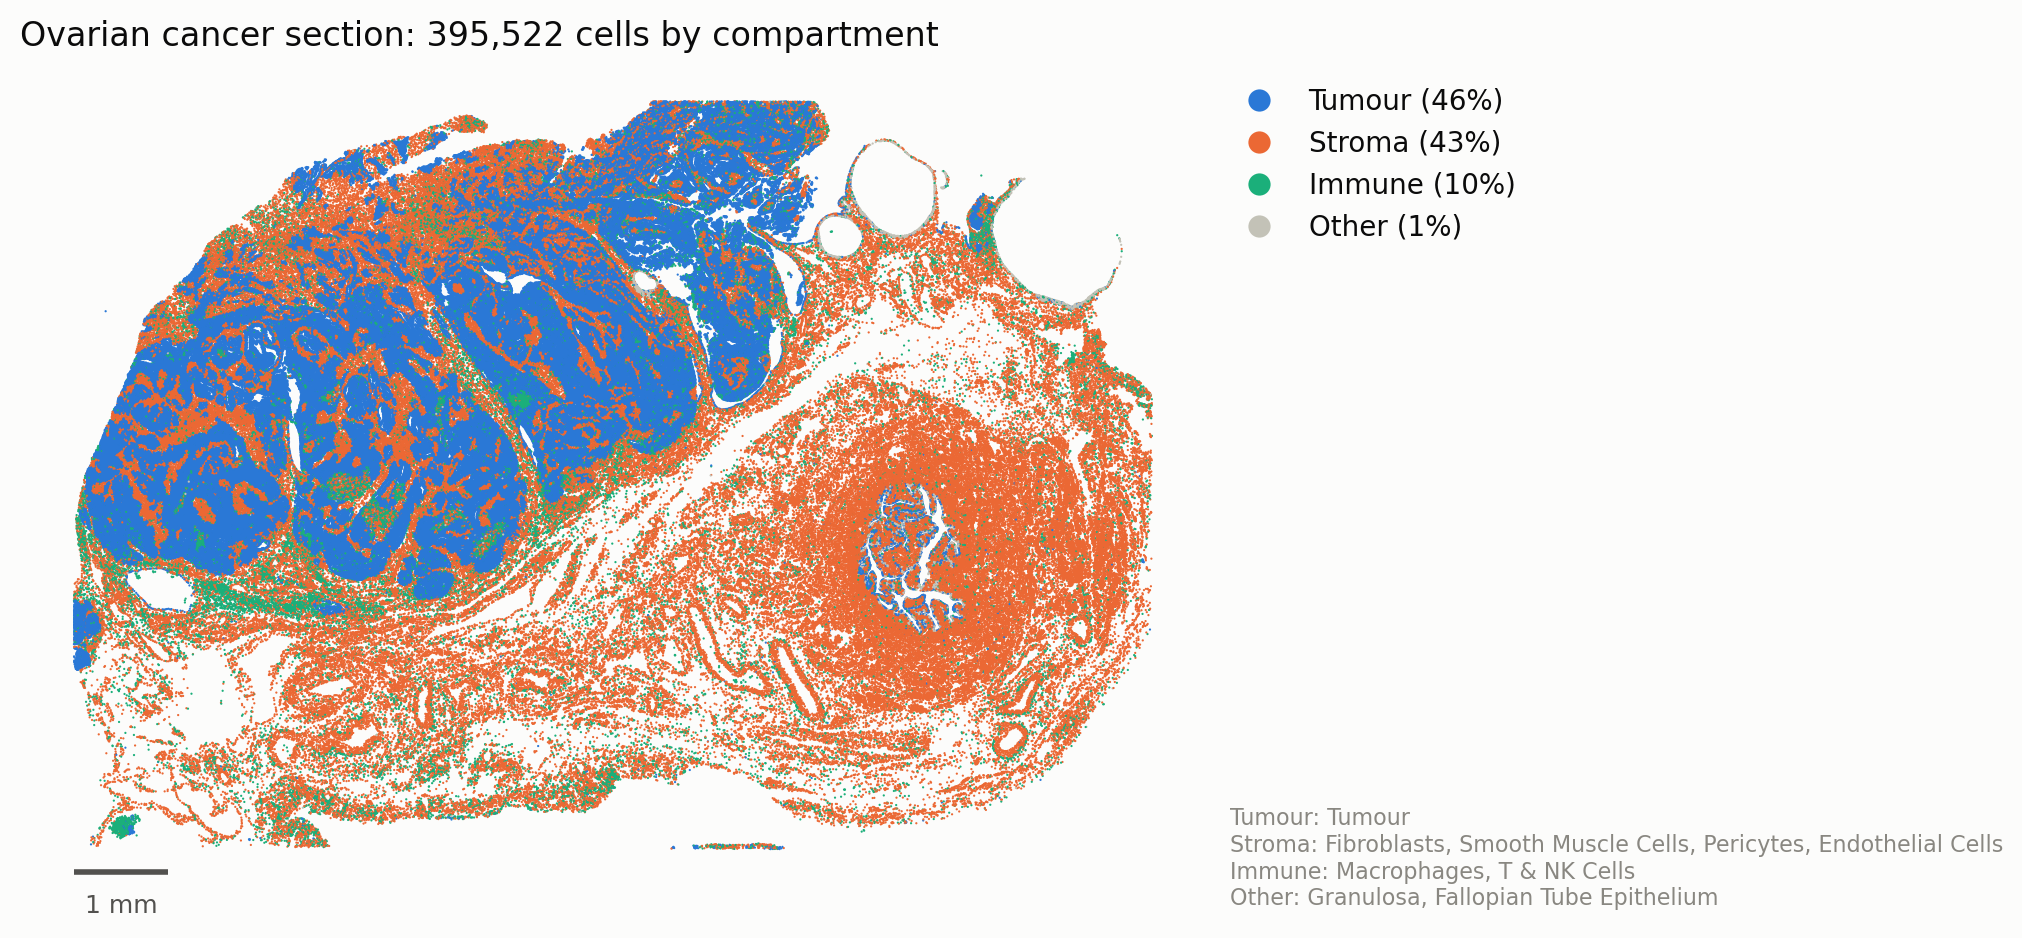 Ovarian cancer section: 395,522 cells by compartment
Tumour (46%)
Stroma (43%)
Immune (10%)
Other (1%)
Tumour: Tumour
Stroma: Fibroblasts, Smooth Muscle Cells, Pericytes, Endothelial Cells
Immune: Macrophages, T & NK Cells
Other: Granulosa, Fallopian Tube Epithelium
1 mm